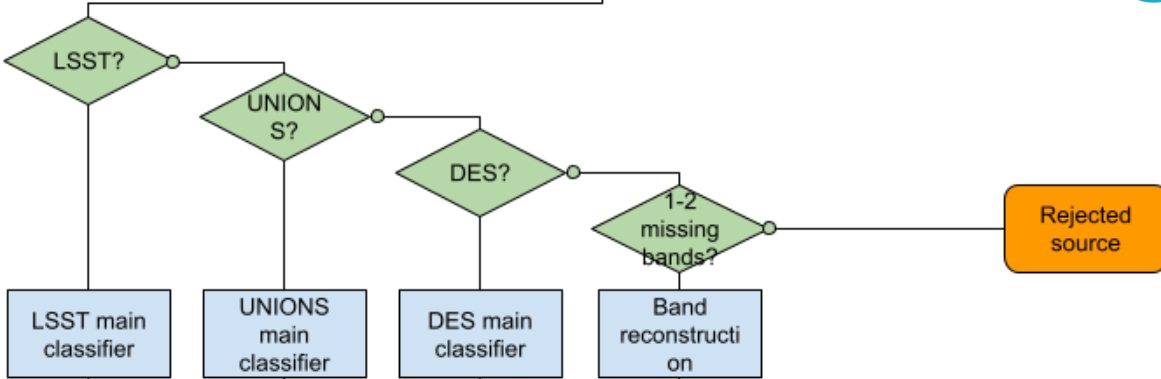 LSST?
UNION
S?
DES?
1-2
missing
bands?
Rejected
source
LSST main
classifier
UNIONS
main
classifier
DES main
classifier
Band
reconstructi
on